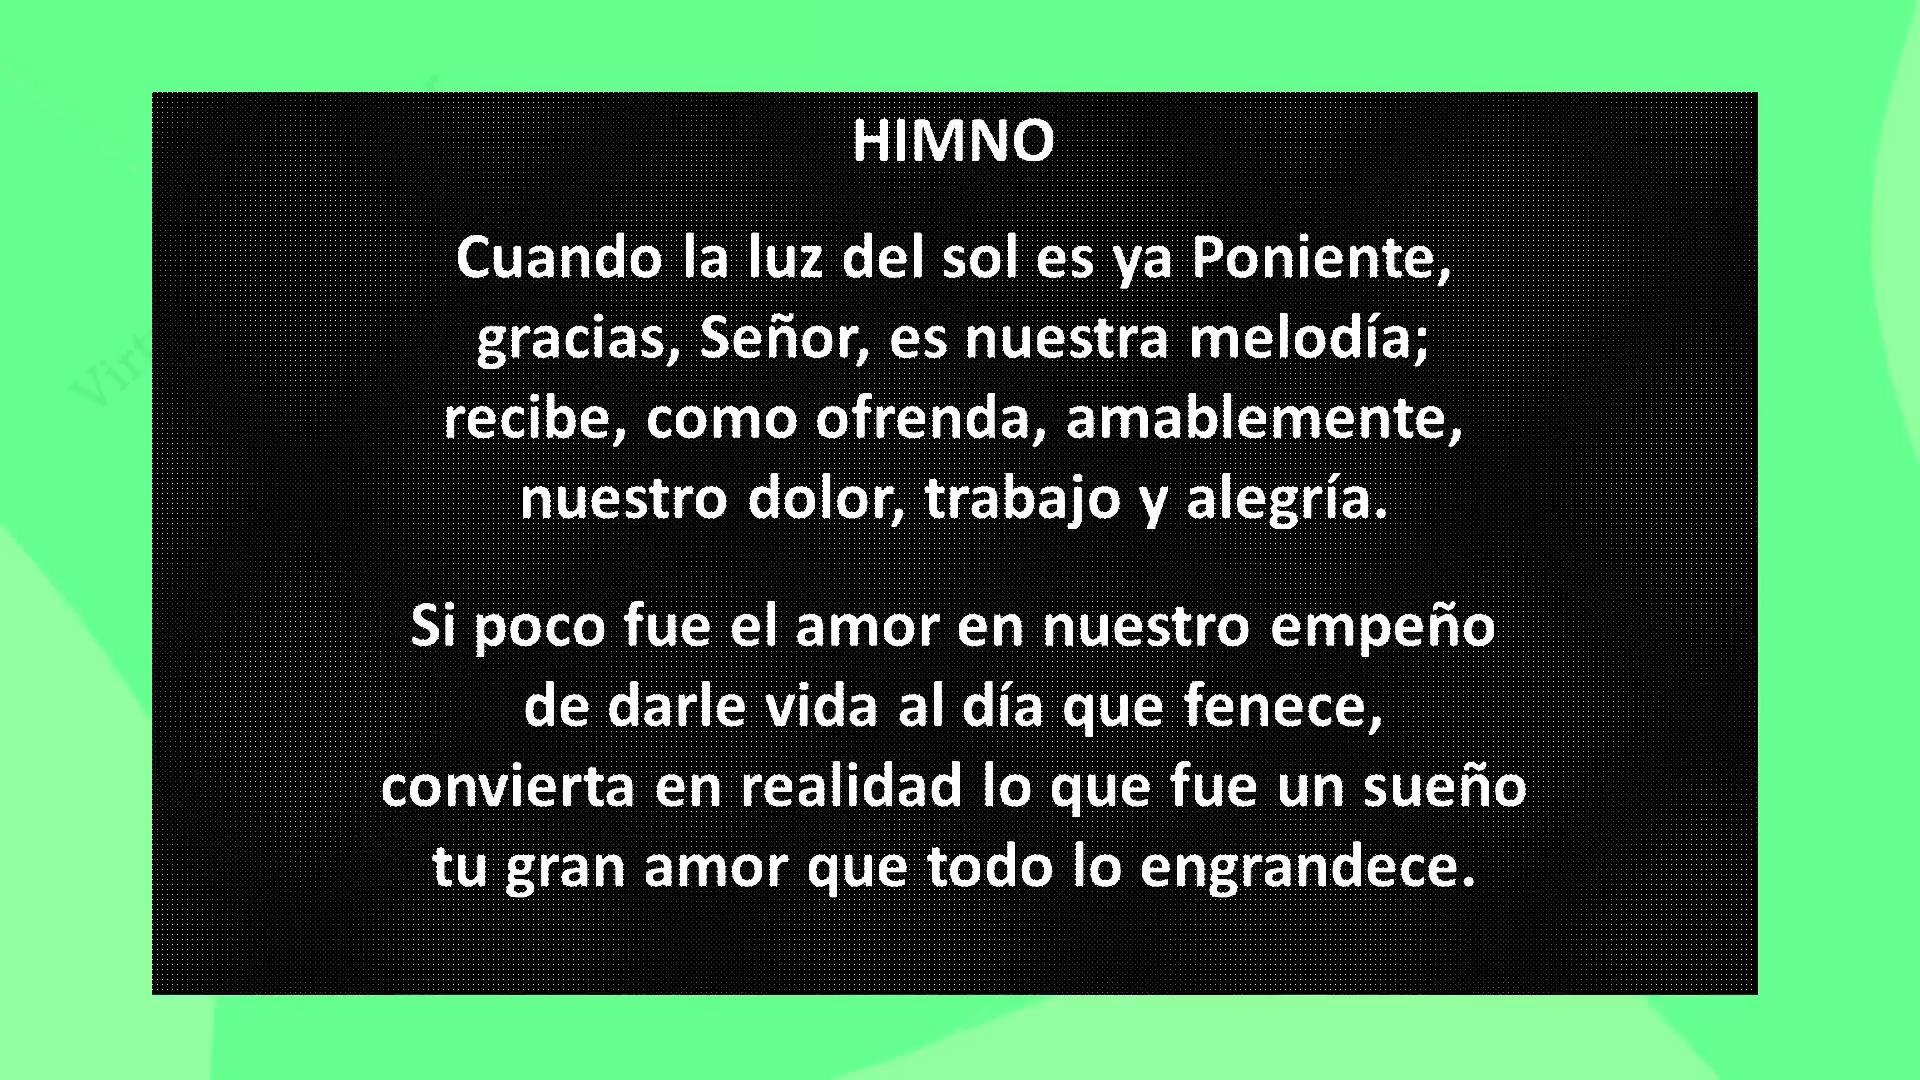 HIMNO
Cuando la luz del sol es ya Poniente,
gracias, Señor, es nuestra melodía;
recibe, como ofrenda, amablemente,
nuestro dolor, trabajo y alegría.
Si poco fue el amor en nuestro empeño
de darle vida al día que fenece,
convierta en realidad lo que fue un sueño
tu gran amor que todo lo engrandece.